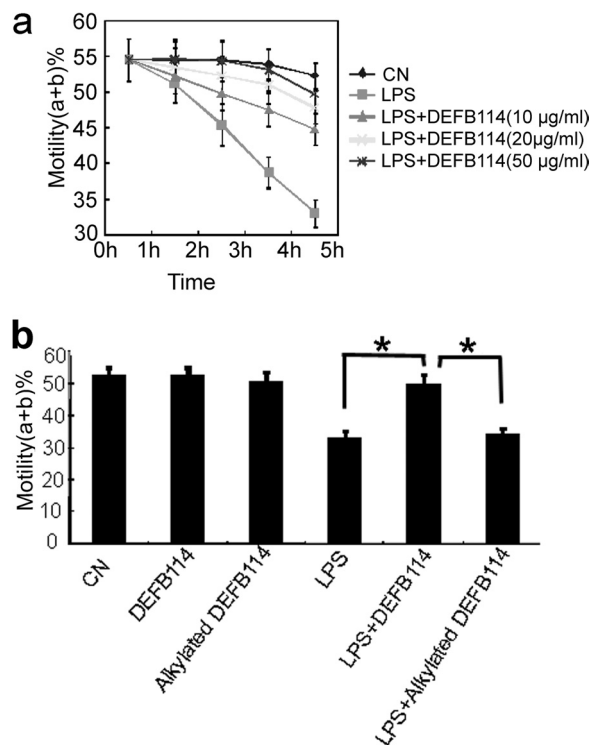 a
Motility(a+b)%
60
55
50
45
40
35
30
0h 1h 2h 3h 4h 5h
Time
CN
LPS
LPS+DEFB114(10 µg/ml)
LPS+DEFB114(20µg/ml)
LPS+DEFB114(50 µg/ml)
b
Motility(a+b)%
60
50
40
30
20
10
0
* *
CN
DEFB114
Alkylated DEFB114
LPS
LPS+DEFB114
LPS+Alkylated DEFB114